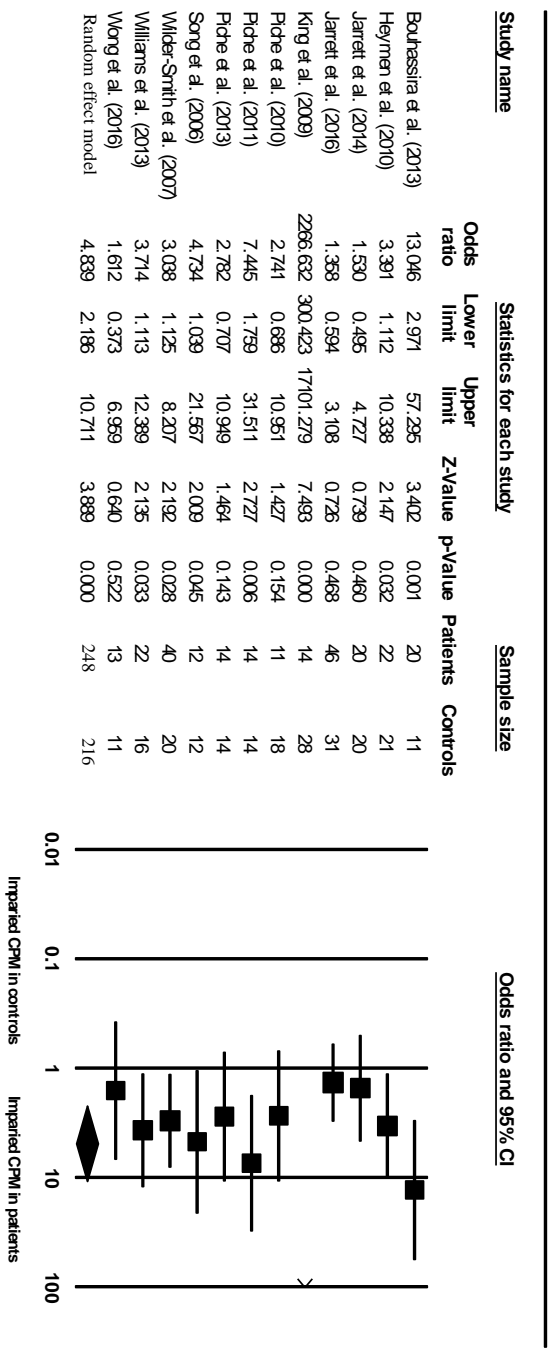 Study name Statistics for each study Sample size Odds ratio and 95% CI
Odds ratio Lower limit Upper limit Z-Value p-Value Patients Controls
Bouhassira et al. (2013) 13.046 2.971 57.295 3.402 0.001 20 11
Heymen et al. (2010) 3.391 1.112 10.338 2.147 0.032 22 21
Jarrett et al. (2014) 1.530 0.495 4.727 0.739 0.460 20 20
Jarrett et al. (2016) 1.358 0.594 3.108 0.726 0.468 46 31
King et al. (2009) 2266.632 300.423 17101.279 7.493 0.000 14 28
Piche et al. (2010) 2.741 0.686 10.951 1.427 0.154 11 18
Piche et al. (2011) 7.445 1.759 31.511 2.727 0.006 14 14
Piche et al. (2013) 2.782 0.707 10.949 1.464 0.143 14 14
Song et al. (2006) 4.734 1.039 21.567 2.009 0.045 12 12
Wilder-Smith et al. (2007) 3.038 1.125 8.207 2.192 0.028 40 20
Williams et al. (2013) 3.714 1.113 12.389 2.135 0.033 22 16
Wong et al. (2016) 1.612 0.373 6.959 0.640 0.522 13 11
Random effect model 4.839 2.186 10.711 3.889 0.000 248 216
0.01 0.1 1 10 100
Imparied CPM in controls Imparied CPM in patients